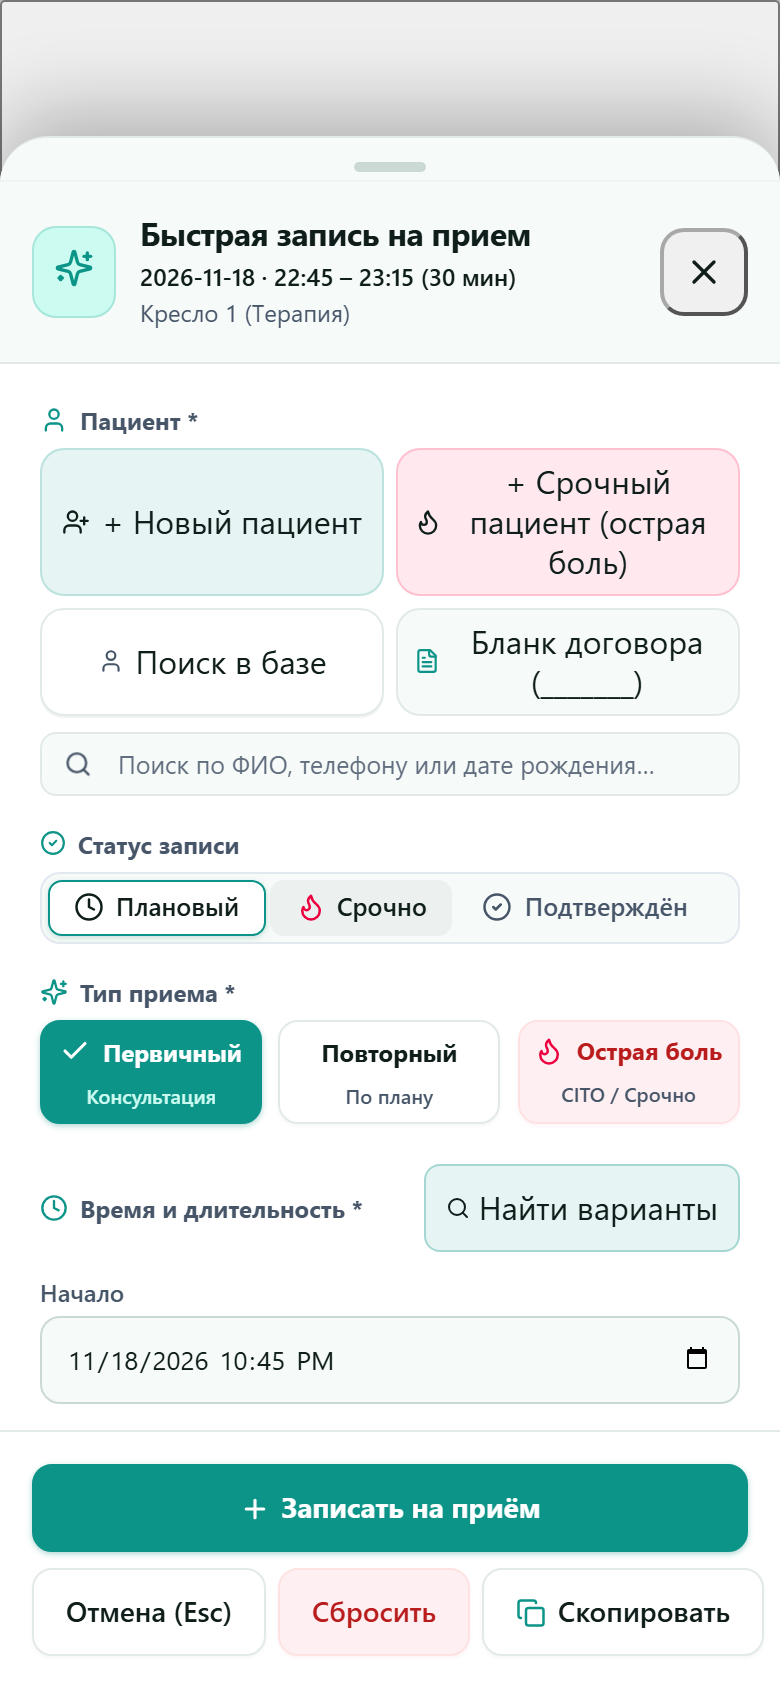 Быстрая запись на прием
2026-11-18 · 22:45 – 23:15 (30 мин)
Кресло 1 (Терапия)
Пациент *
+ Новый пациент
+ Срочный
пациент (острая
боль)
Поиск в базе
Бланк договора
(_______)
Поиск по ФИО, телефону или дате рождения...
Статус записи
Плановый
Срочно
Подтверждён
Тип приема *
Первичный
Консультация
Повторный
По плану
Острая боль
CITO / Срочно
Время и длительность *
Найти варианты
Начало
11/18/2026 10:45 PM
Записать на приём
Отмена (Esc)
Сбросить
Скопировать